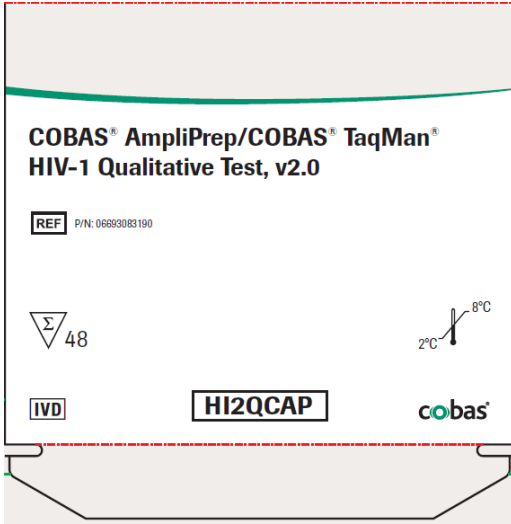 COBAS® AmpliPrep/COBAS® TaqMan®
HIV-1 Qualitative Test, v2.0
REF P/N: 06693083190
Σ 48
8°C
2°C
IVD
HI2QCAP
cobas®